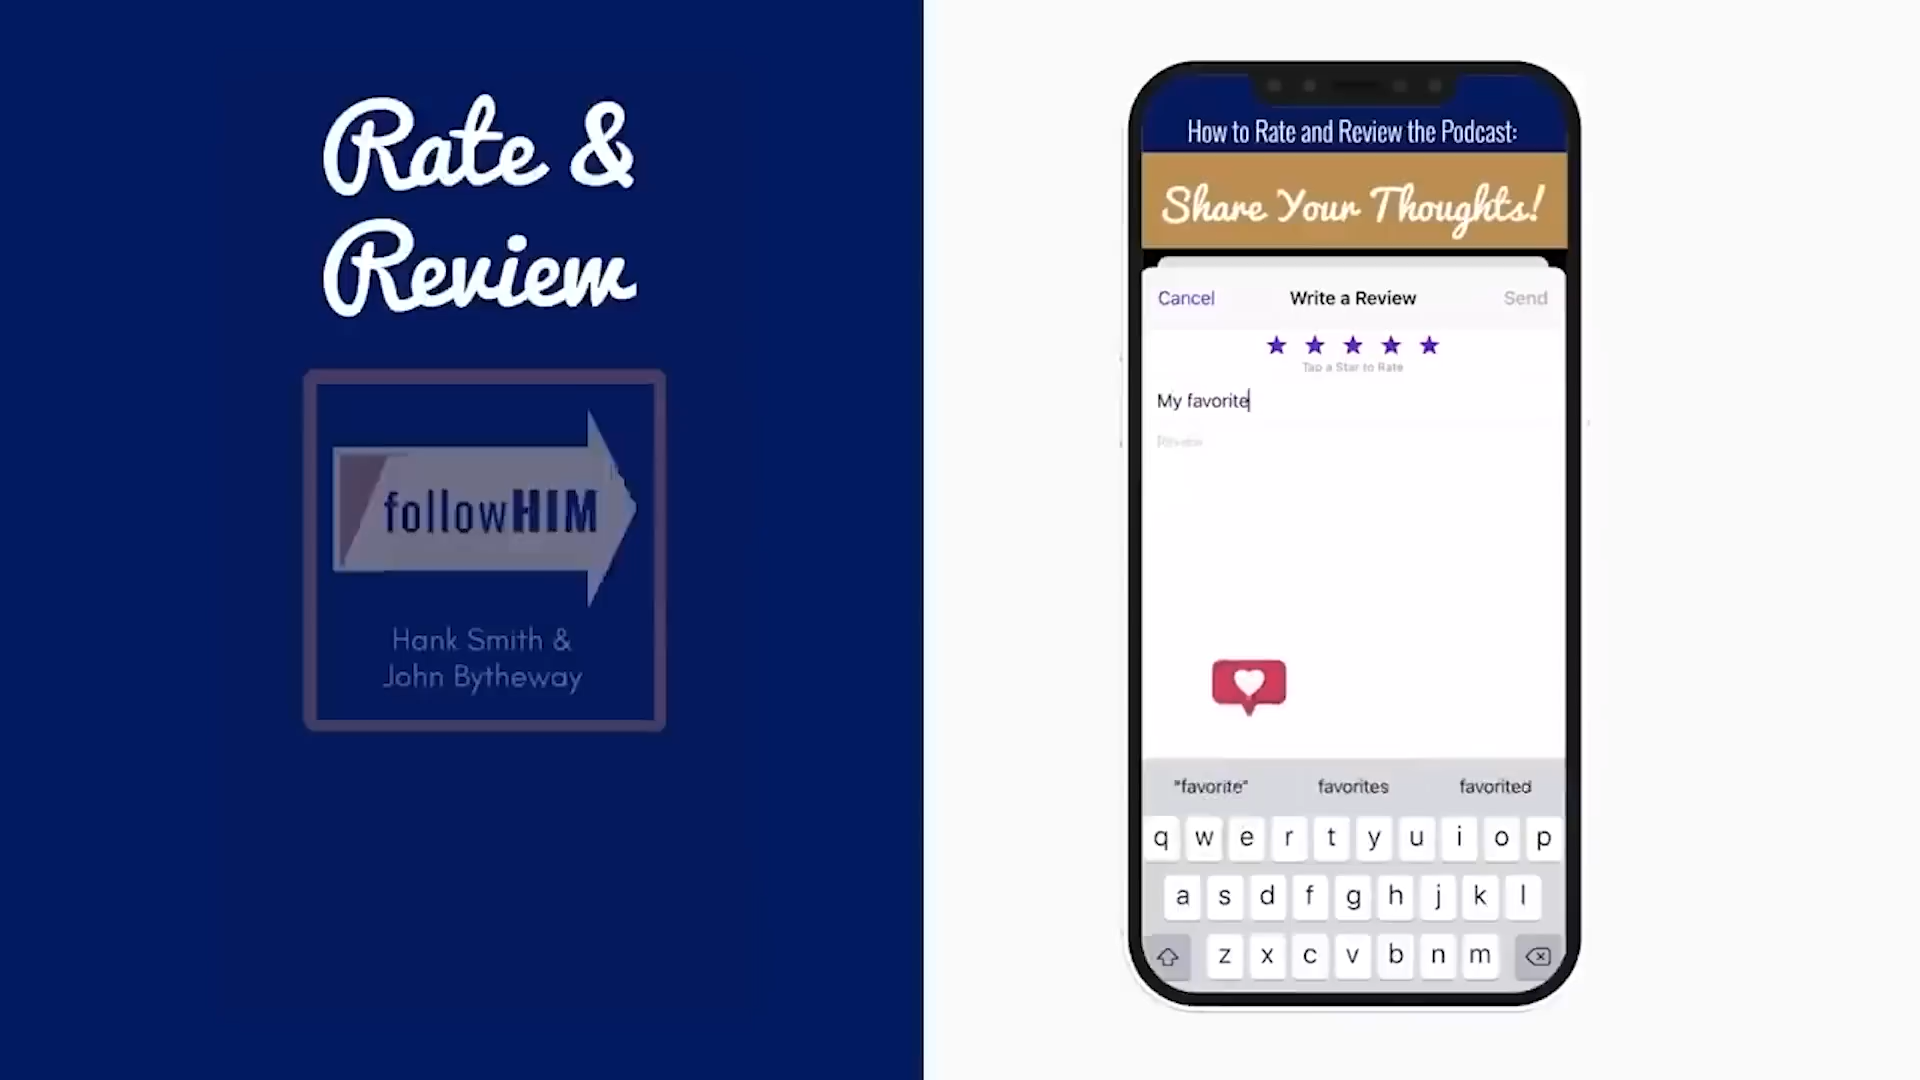 Rate &
Review
followHIM
Hank Smith &
John Bytheway
How to Rate and Review the Podcast:
Share Your Thoughts!
Cancel Write a Review Send
Tap a Star to Rate
My favorite
Review
"favorite" favorites favorited
q w e r t y u i o p
a s d f g h j k l
z x c v b n m